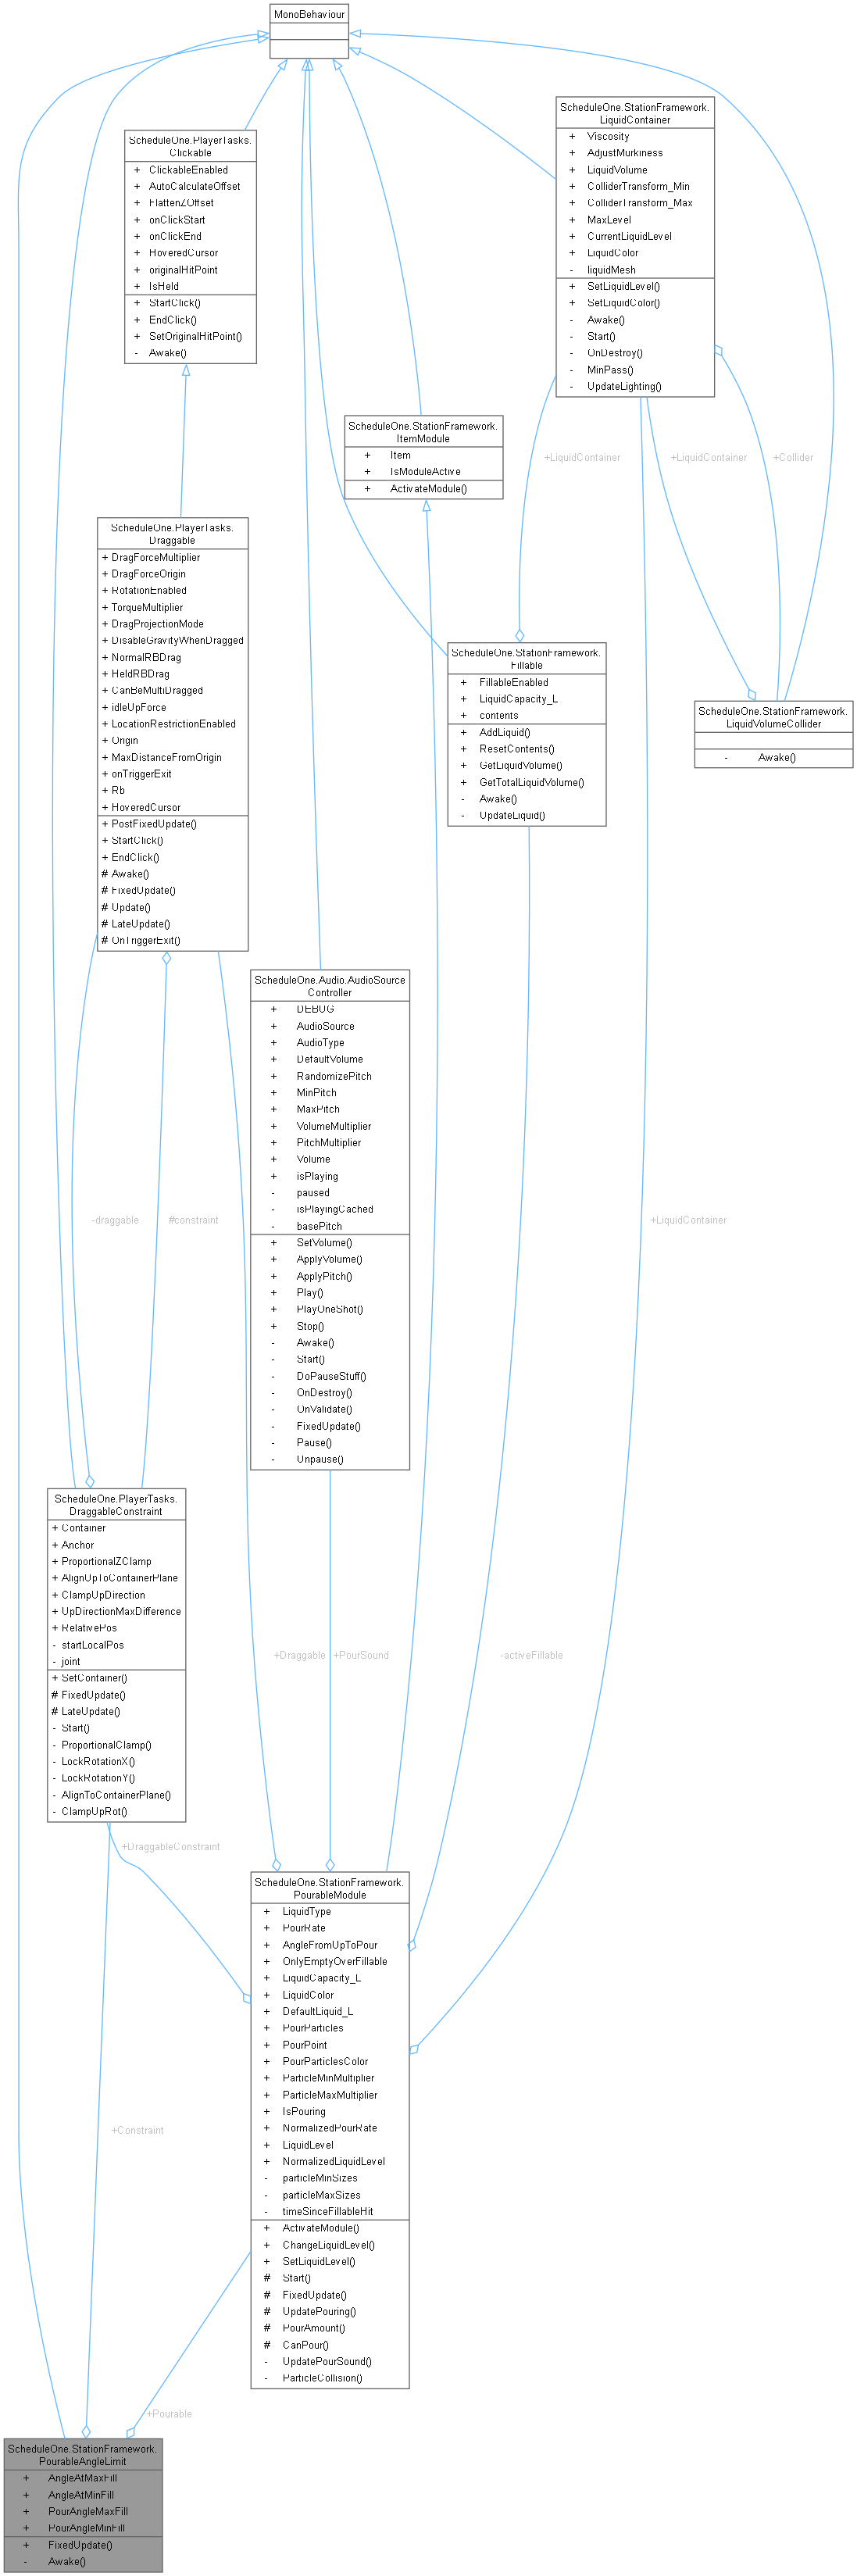 MonoBehaviour
ScheduleOne.PlayerTasks.
Clickable
+ ClickableEnabled
+ AutoCalculateOffset
+ FlattenZOffset
+ onClickStart
+ onClickEnd
+ HoveredCursor
+ originalHitPoint
+ IsHeld
+ StartClick()
+ EndClick()
+ SetOriginalHitPoint()
- Awake()
ScheduleOne.StationFramework.
LiquidContainer
+ Viscosity
+ AdjustMurkiness
+ LiquidVolume
+ ColliderTransform_Min
+ ColliderTransform_Max
+ MaxLevel
+ CurrentLiquidLevel
+ LiquidColor
- liquidMesh
+ SetLiquidLevel()
+ SetLiquidColor()
- Awake()
- Start()
- OnDestroy()
- MinPass()
- UpdateLighting()
ScheduleOne.StationFramework.
ItemModule
+ Item
+ IsModuleActive
+ ActivateModule()
+LiquidContainer
+LiquidContainer
+Collider
ScheduleOne.PlayerTasks.
Draggable
+ DragForceMultiplier
+ DragForceOrigin
+ RotationEnabled
+ TorqueMultiplier
+ DragProjectionMode
+ DisableGravityWhenDragged
+ NormalRBDrag
+ HeldRBDrag
+ CanBeMultiDragged
+ idleUpForce
+ LocationRestrictionEnabled
+ Origin
+ MaxDistanceFromOrigin
+ onTriggerExit
+ Rb
+ HoveredCursor
+ PostFixedUpdate()
+ StartClick()
+ EndClick()
# Awake()
# FixedUpdate()
# Update()
# LateUpdate()
# OnTriggerExit()
ScheduleOne.StationFramework.
Fillable
+ FillableEnabled
+ LiquidCapacity_L
+ contents
+ AddLiquid()
+ ResetContents()
+ GetLiquidVolume()
+ GetTotalLiquidVolume()
- Awake()
- UpdateLiquid()
ScheduleOne.StationFramework.
LiquidVolumeCollider
- Awake()
ScheduleOne.Audio.AudioSource
Controller
+ DEBUG
+ AudioSource
+ AudioType
+ DefaultVolume
+ RandomizePitch
+ MinPitch
+ MaxPitch
+ VolumeMultiplier
+ PitchMultiplier
+ Volume
+ isPlaying
- paused
- isPlayingCached
- basePitch
+ SetVolume()
+ ApplyVolume()
+ ApplyPitch()
+ Play()
+ PlayOneShot()
+ Stop()
- Awake()
- Start()
- DoPauseStuff()
- OnDestroy()
- OnValidate()
- FixedUpdate()
- Pause()
- Unpause()
-draggable
#constraint
+LiquidContainer
ScheduleOne.PlayerTasks.
DraggableConstraint
+ Container
+ Anchor
+ ProportionalZClamp
+ AlignUpToContainerPlane
+ ClampUpDirection
+ UpDirectionMaxDifference
+ RelativePos
- startLocalPos
- joint
+ SetContainer()
# FixedUpdate()
# LateUpdate()
- Start()
- ProportionalClamp()
- LockRotationX()
- LockRotationY()
- AlignToContainerPlane()
- ClampUpRot()
+Draggable
+PourSound
-activeFillable
+DraggableConstraint
ScheduleOne.StationFramework.
PourableModule
+ LiquidType
+ PourRate
+ AngleFromUpToPour
+ OnlyEmptyOverFillable
+ LiquidCapacity_L
+ LiquidColor
+ DefaultLiquid_L
+ PourParticles
+ PourPoint
+ PourParticlesColor
+ ParticleMinMultiplier
+ ParticleMaxMultiplier
+ IsPouring
+ NormalizedPourRate
+ LiquidLevel
+ NormalizedLiquidLevel
- particleMinSizes
- particleMaxSizes
- timeSinceFillableHit
+ ActivateModule()
+ ChangeLiquidLevel()
+ SetLiquidLevel()
# Start()
# FixedUpdate()
# UpdatePouring()
# PourAmount()
# CanPour()
- UpdatePourSound()
- ParticleCollision()
+Constraint
+Pourable
ScheduleOne.StationFramework.
PourableAngleLimit
+ AngleAtMaxFill
+ AngleAtMinFill
+ PourAngleMaxFill
+ PourAngleMinFill
+ FixedUpdate()
- Awake()